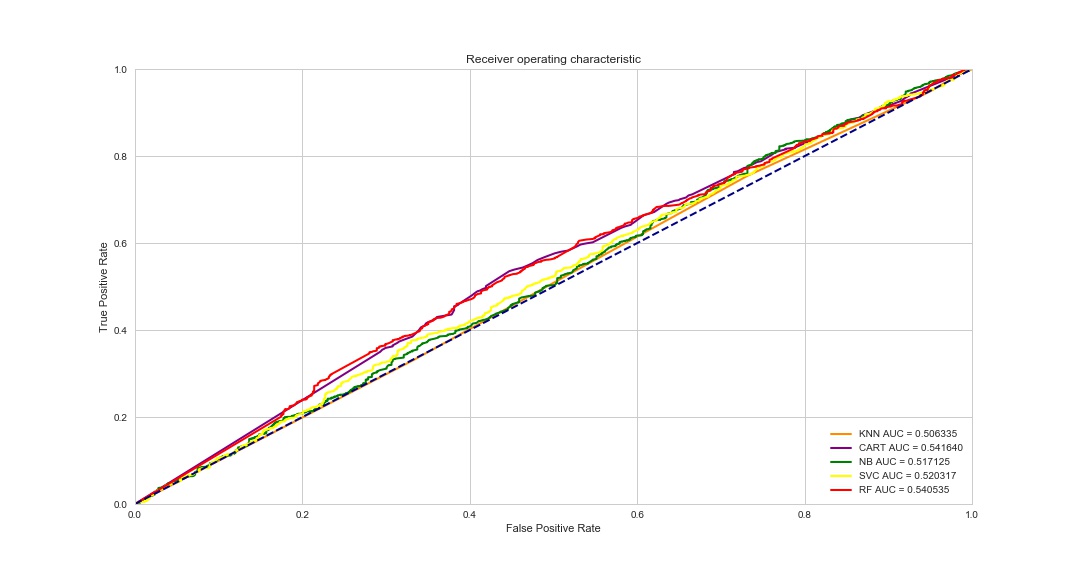 Receiver operating characteristic
1.0
0.8
0.6
0.4
0.2
0.0
True Positive Rate
KNN AUC = 0.506335
CART AUC = 0.541640
NB AUC = 0.517125
SVC AUC = 0.520317
RF AUC = 0.540535
0.0 0.2 0.4 0.6 0.8 1.0
False Positive Rate